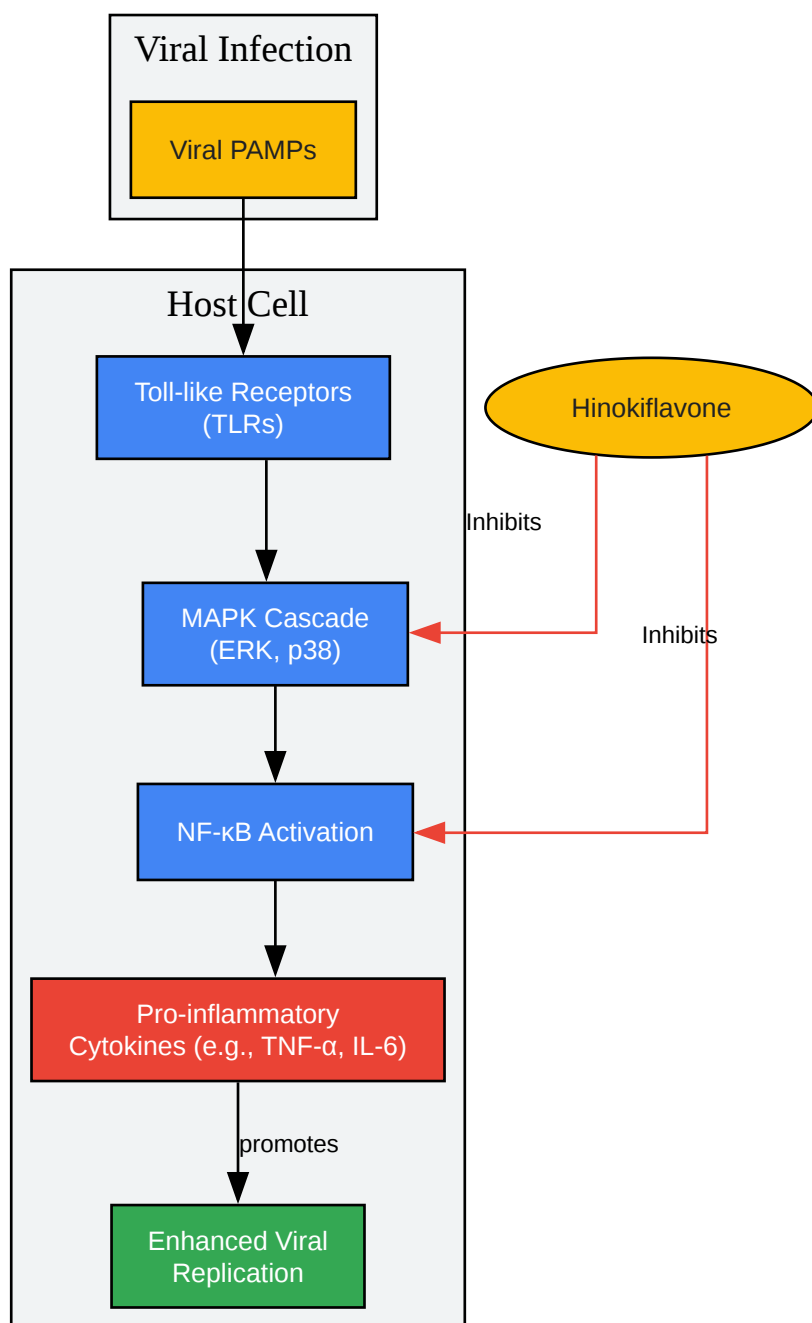 Viral Infection
Viral PAMPs
Host Cell
Toll-like Receptors
(TLRs)
Hinokiflavone
Inhibits
MAPK Cascade
(ERK, p38)
Inhibits
NF-κB Activation
Pro-inflammatory
Cytokines (e.g., TNF-α, IL-6)
promotes
Enhanced Viral
Replication